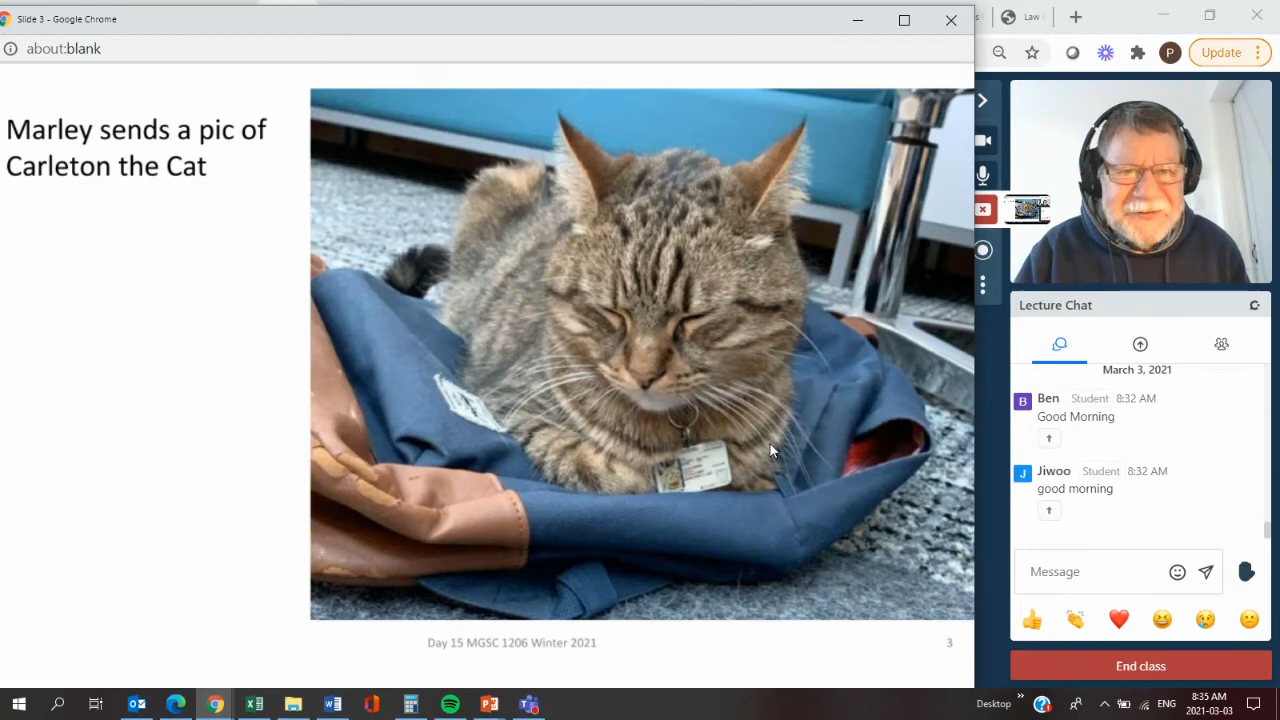 Slide 3 - Google Chrome
about:blank
Law
Update
P
Marley sends a pic of
Carleton the Cat
Day 15 MGSC 1206 Winter 2021
3
Lecture Chat
March 3, 2021
B
Ben Student 8:32 AM
Good Morning
J
Jiwoo Student 8:32 AM
good morning
Message
End class
Desktop
ENG
8:35 AM
2021-03-03